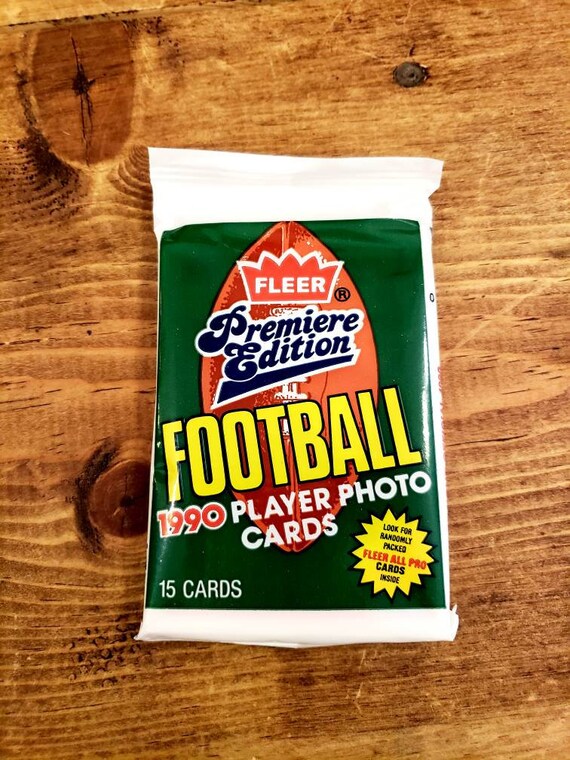 FLEER®
Premiere
Edition
FOOTBALL
1990 PLAYER PHOTO
CARDS
LOOK FOR
RANDOMLY
PACKED
FLEER ALL PRO
CARDS
INSIDE
15 CARDS